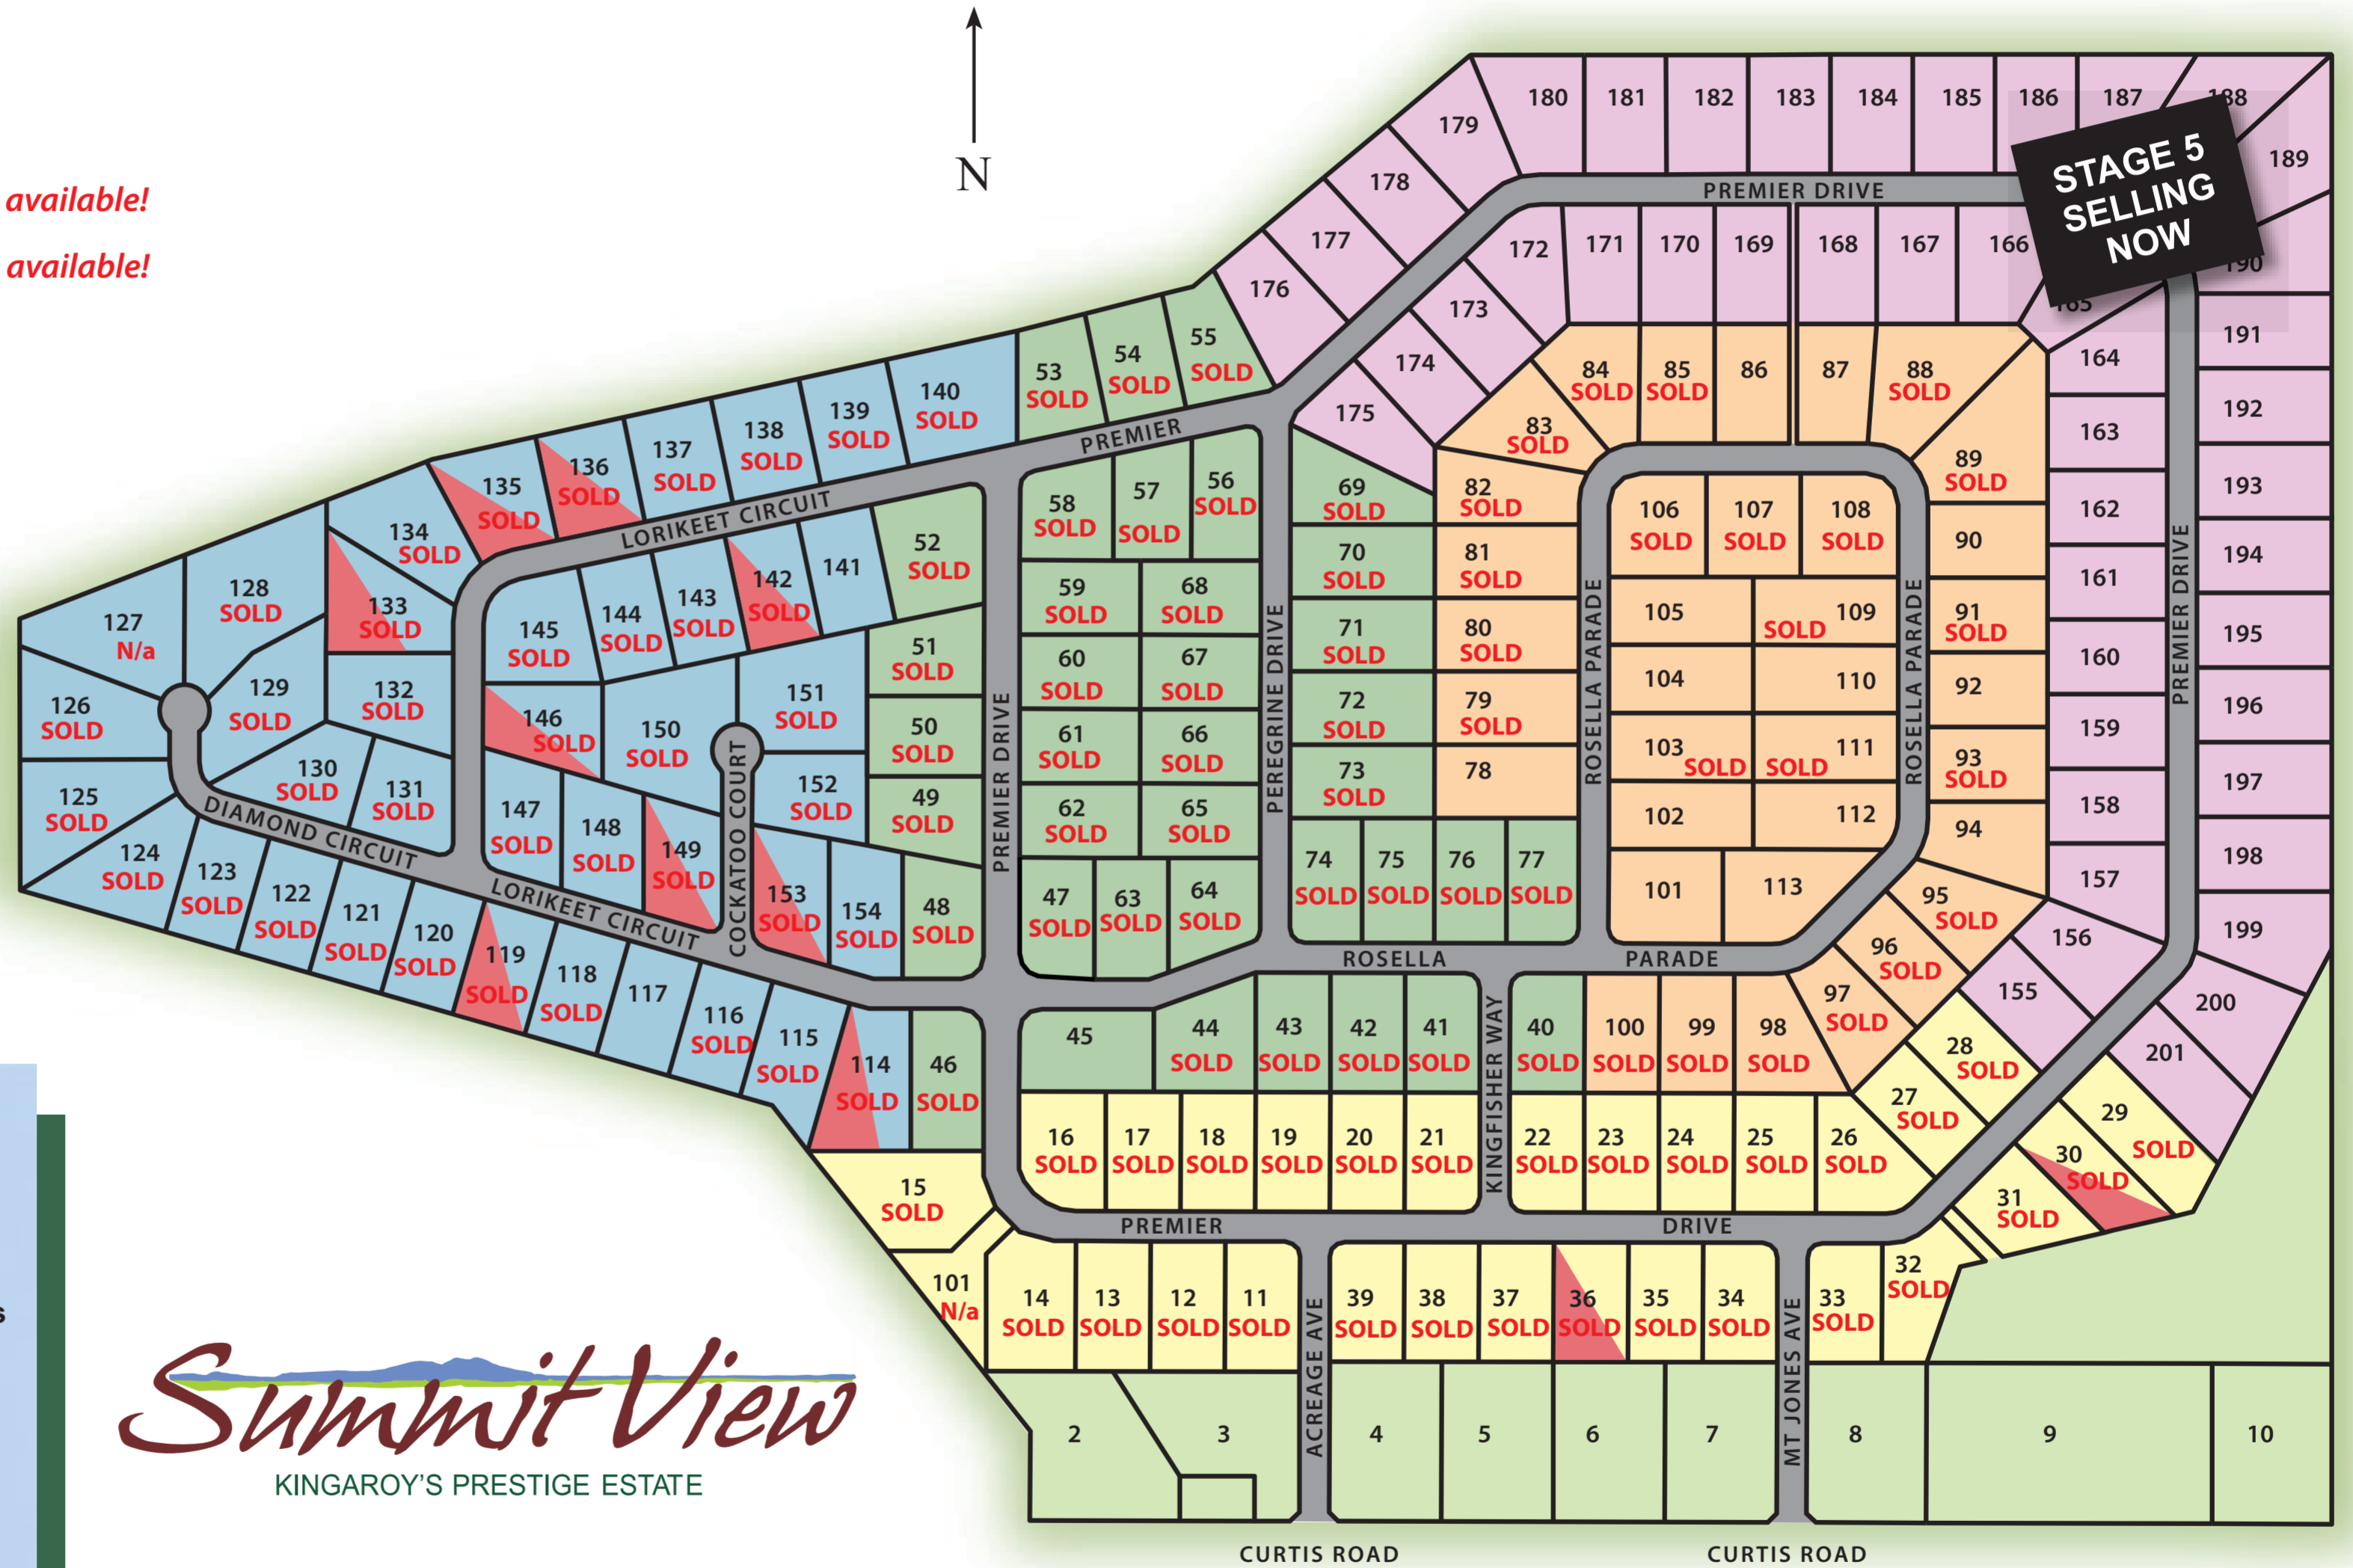 N
available!
available!
180 181 182 183 184 185 186 187 188
179
189
STAGE 5
SELLING
NOW
178
PREMIER DRIVE
177
172 171 170 169 168 167 166
190
176
173
165
191
55
SOLD
54
SOLD
53
SOLD
174
84
SOLD
85
SOLD
86
87
88
SOLD
164
192
140
SOLD
139
SOLD
138
SOLD
137
SOLD
136
SOLD
135
SOLD
134
SOLD
133
SOLD
175
83
SOLD
163
PREMIER
LORIKEET CIRCUIT
58
SOLD
57
SOLD
56
SOLD
69
SOLD
82
SOLD
89
SOLD
193
106
SOLD
107
SOLD
108
SOLD
162
52
SOLD
141
142
SOLD
143
SOLD
144
SOLD
145
SOLD
70
SOLD
81
SOLD
90
194
59
SOLD
68
SOLD
161
128
SOLD
127
N/a
105
109
SOLD
91
SOLD
195
71
SOLD
80
SOLD
51
SOLD
60
SOLD
67
SOLD
160
104
110
92
196
129
SOLD
132
SOLD
126
SOLD
146
SOLD
150
SOLD
151
SOLD
50
SOLD
61
SOLD
66
SOLD
72
SOLD
79
SOLD
159
103
SOLD
111
SOLD
93
SOLD
197
PREMIER DRIVE
PEREGRINE DRIVE
ROSELLA PARADE
ROSELLA PARADE
PREMIER DRIVE
73
SOLD
78
130
SOLD
131
SOLD
125
SOLD
152
SOLD
49
SOLD
62
SOLD
65
SOLD
158
102
112
94
198
DIAMOND CIRCUIT
147
SOLD
148
SOLD
149
SOLD
COCKATOO COURT
124
SOLD
123
SOLD
122
SOLD
121
SOLD
120
SOLD
119
SOLD
118
SOLD
117
116
SOLD
115
SOLD
114
SOLD
46
SOLD
LORIKEET CIRCUIT
153
SOLD
154
SOLD
48
SOLD
47
SOLD
63
SOLD
64
SOLD
74
SOLD
75
SOLD
76
SOLD
77
SOLD
101
113
157
95
SOLD
199
156
96
SOLD
ROSELLA
PARADE
97
SOLD
155
200
45
44
SOLD
43
SOLD
42
SOLD
41
SOLD
KINGFISHER WAY
40
SOLD
100
SOLD
99
SOLD
98
SOLD
28
SOLD
201
27
SOLD
29
SOLD
16
SOLD
17
SOLD
18
SOLD
19
SOLD
20
SOLD
21
SOLD
22
SOLD
23
SOLD
24
SOLD
25
SOLD
26
SOLD
30
SOLD
31
SOLD
15
SOLD
PREMIER
DRIVE
101
N/a
14
SOLD
13
SOLD
12
SOLD
11
SOLD
ACREAGE AVE
39
SOLD
38
SOLD
37
SOLD
36
SOLD
35
SOLD
34
SOLD
MT JONES AVE
33
SOLD
32
SOLD
s
Summit View
KINGAROY'S PRESTIGE ESTATE
2 3 4 5 6 7 8 9 10
CURTIS ROAD
CURTIS ROAD